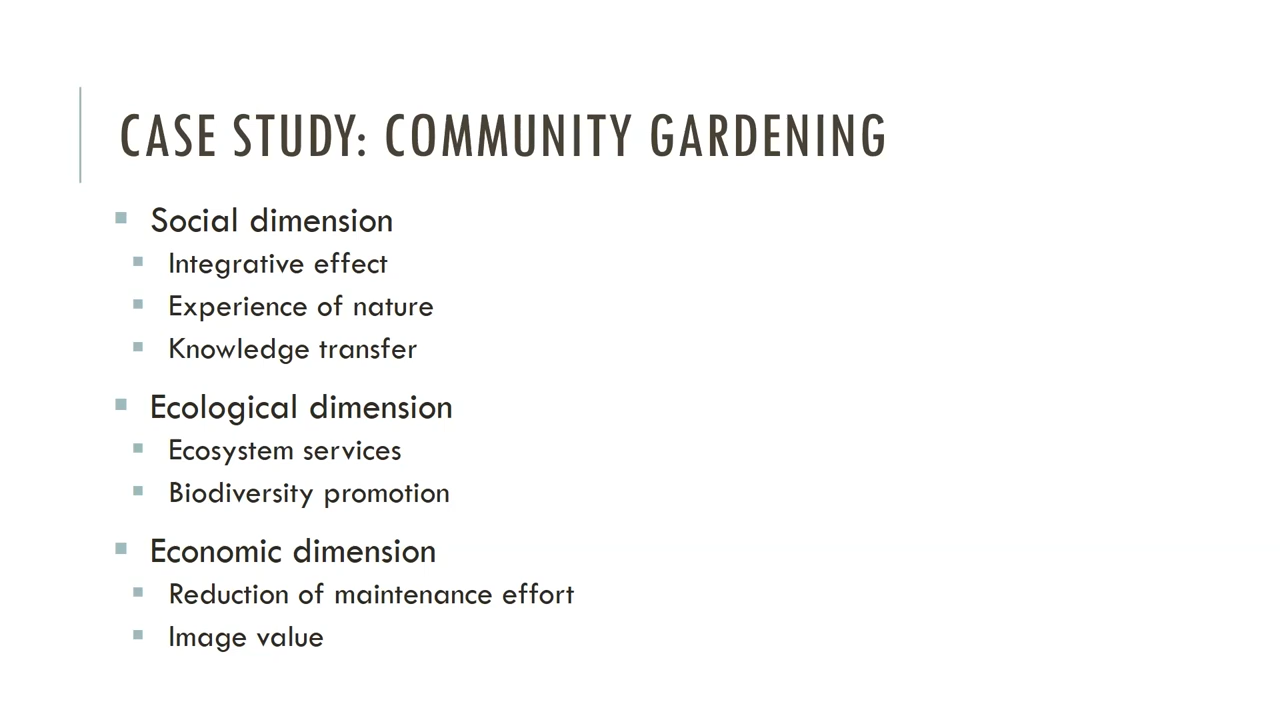 CASE STUDY: COMMUNITY GARDENING
Social dimension
Integrative effect
Experience of nature
Knowledge transfer
Ecological dimension
Ecosystem services
Biodiversity promotion
Economic dimension
Reduction of maintenance effort
Image value